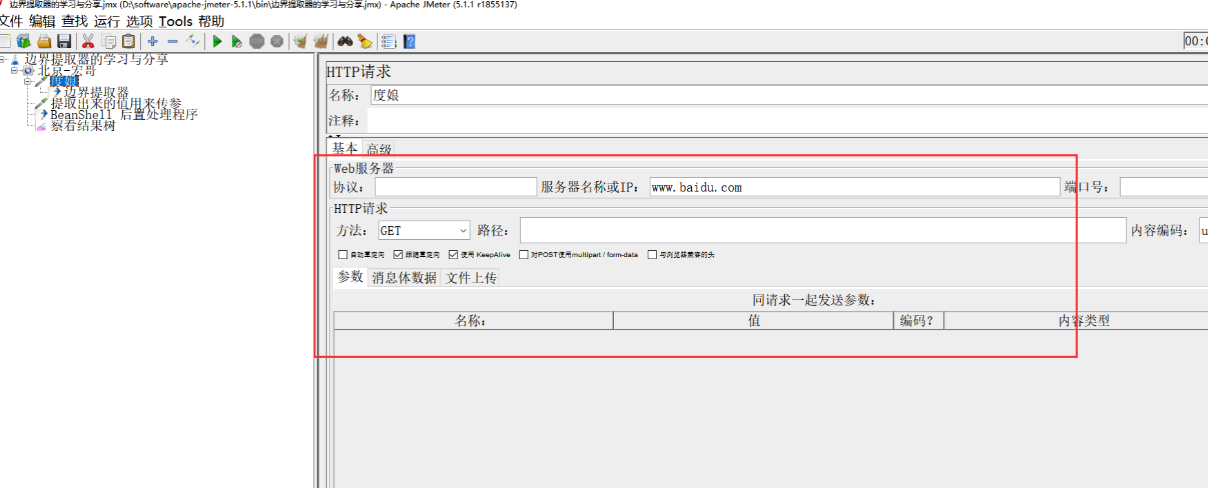 边界提取器的学习与分享.jmx (D:\software\apache-jmeter-5.1.1\bin\边界提取器的学习与分享.jmx) - Apache JMeter (5.1.1 r1855137)
文件 编辑 查找 运行 选项 Tools 帮助
00:
边界提取器的学习与分享
北京-宏哥
度娘
边界提取器
提取出来的值用来传参
BeanShell 后置处理程序
察看结果树
HTTP请求
名称： 度娘
注释：
基本 高级
Web服务器
协议： 服务器名称或IP： www.baidu.com 端口号：
HTTP请求
方法： GET 路径： 内容编码： u
自动重定向 跟随重定向 使用 KeepAlive 对POST使用multipart / form-data 与浏览器兼容的头
参数 消息体数据 文件上传
同请求一起发送参数：
名称： 值 编码？ 内容类型